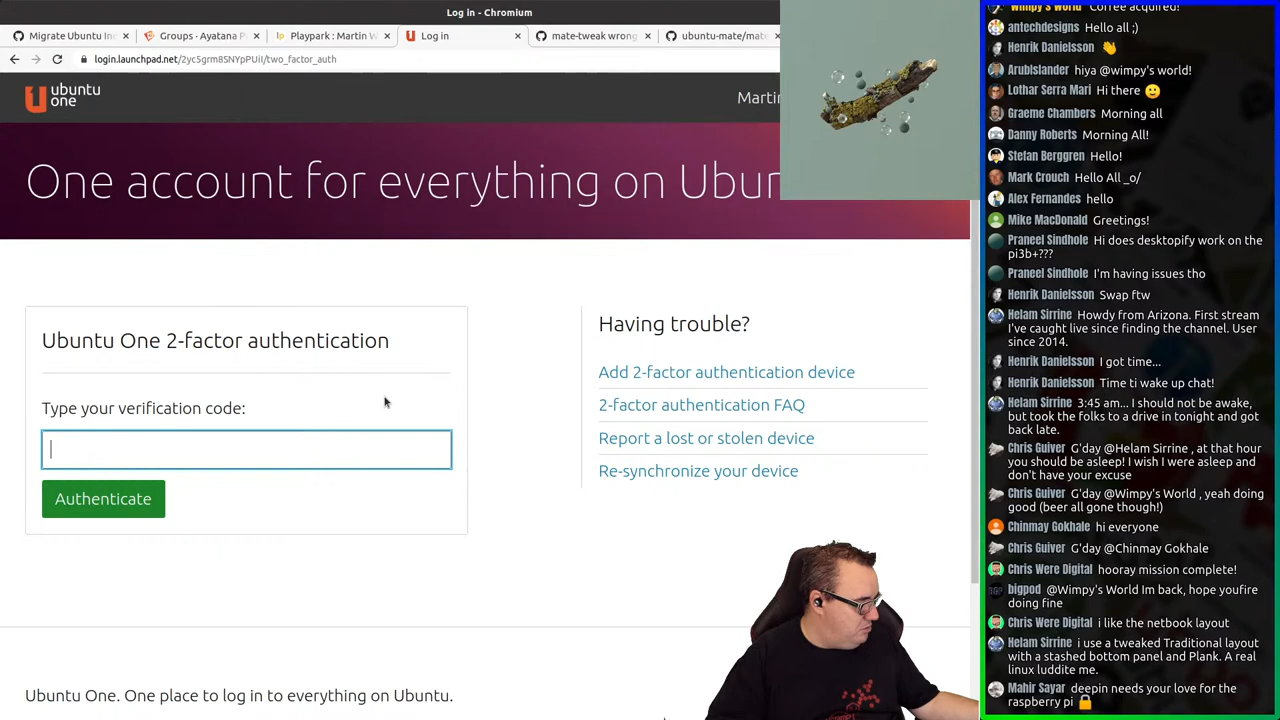 Log in - Chromium
Migrate Ubuntu In
Groups · Ayatana P
Playpark : Martin W
Log in
mate-tweak wrong
ubuntu-mate/mate
login.launchpad.net/2yc5grm8SNYpPUiI/two_factor_auth
ubuntu
one
Martin
One account for everything on Ubun
Ubuntu One 2-factor authentication
Type your verification code:
Authenticate
Having trouble?
Add 2-factor authentication device
2-factor authentication FAQ
Report a lost or stolen device
Re-synchronize your device
Ubuntu One. One place to log in to everything on Ubuntu.
Wimpy's World Coffee acquired!
antechdesigns Hello all ;)
Henrik Danielsson 👋
ArubIslander hiya @wimpy's world!
Lothar Serra Mari Hi there 🙂
Graeme Chambers Morning all
Danny Roberts Morning All!
Stefan Berggren Hello!
Mark Crouch Hello All _o/
Alex Fernandes hello
Mike MacDonald Greetings!
Praneel Sindhole Hi does desktopify work on the
pi3b+???
Praneel Sindhole I'm having issues tho
Henrik Danielsson Swap ftw
Helam Sirrine Howdy from Arizona. First stream
I've caught live since finding the channel. User
since 2014.
Henrik Danielsson I got time...
Henrik Danielsson Time ti wake up chat!
Helam Sirrine 3:45 am... I should not be awake,
but took the folks to a drive in tonight and got
back late.
Chris Guiver G'day @Helam Sirrine , at that hour
you should be asleep! I wish I were asleep and
don't have your excuse
Chris Guiver G'day @Wimpy's World , yeah doing
good (beer all gone though!)
Chinmay Gokhale hi everyone
Chris Guiver G'day @Chinmay Gokhale
Chris Were Digital hooray mission complete!
bigpod @Wimpy's World Im back, hope youfire
doing fine
Chris Were Digital i like the netbook layout
Helam Sirrine i use a tweaked Traditional layout
with a stashed bottom panel and Plank. A real
linux luddite me.
Mahir Sayar deepin needs your love for the
raspberry pi 🔒